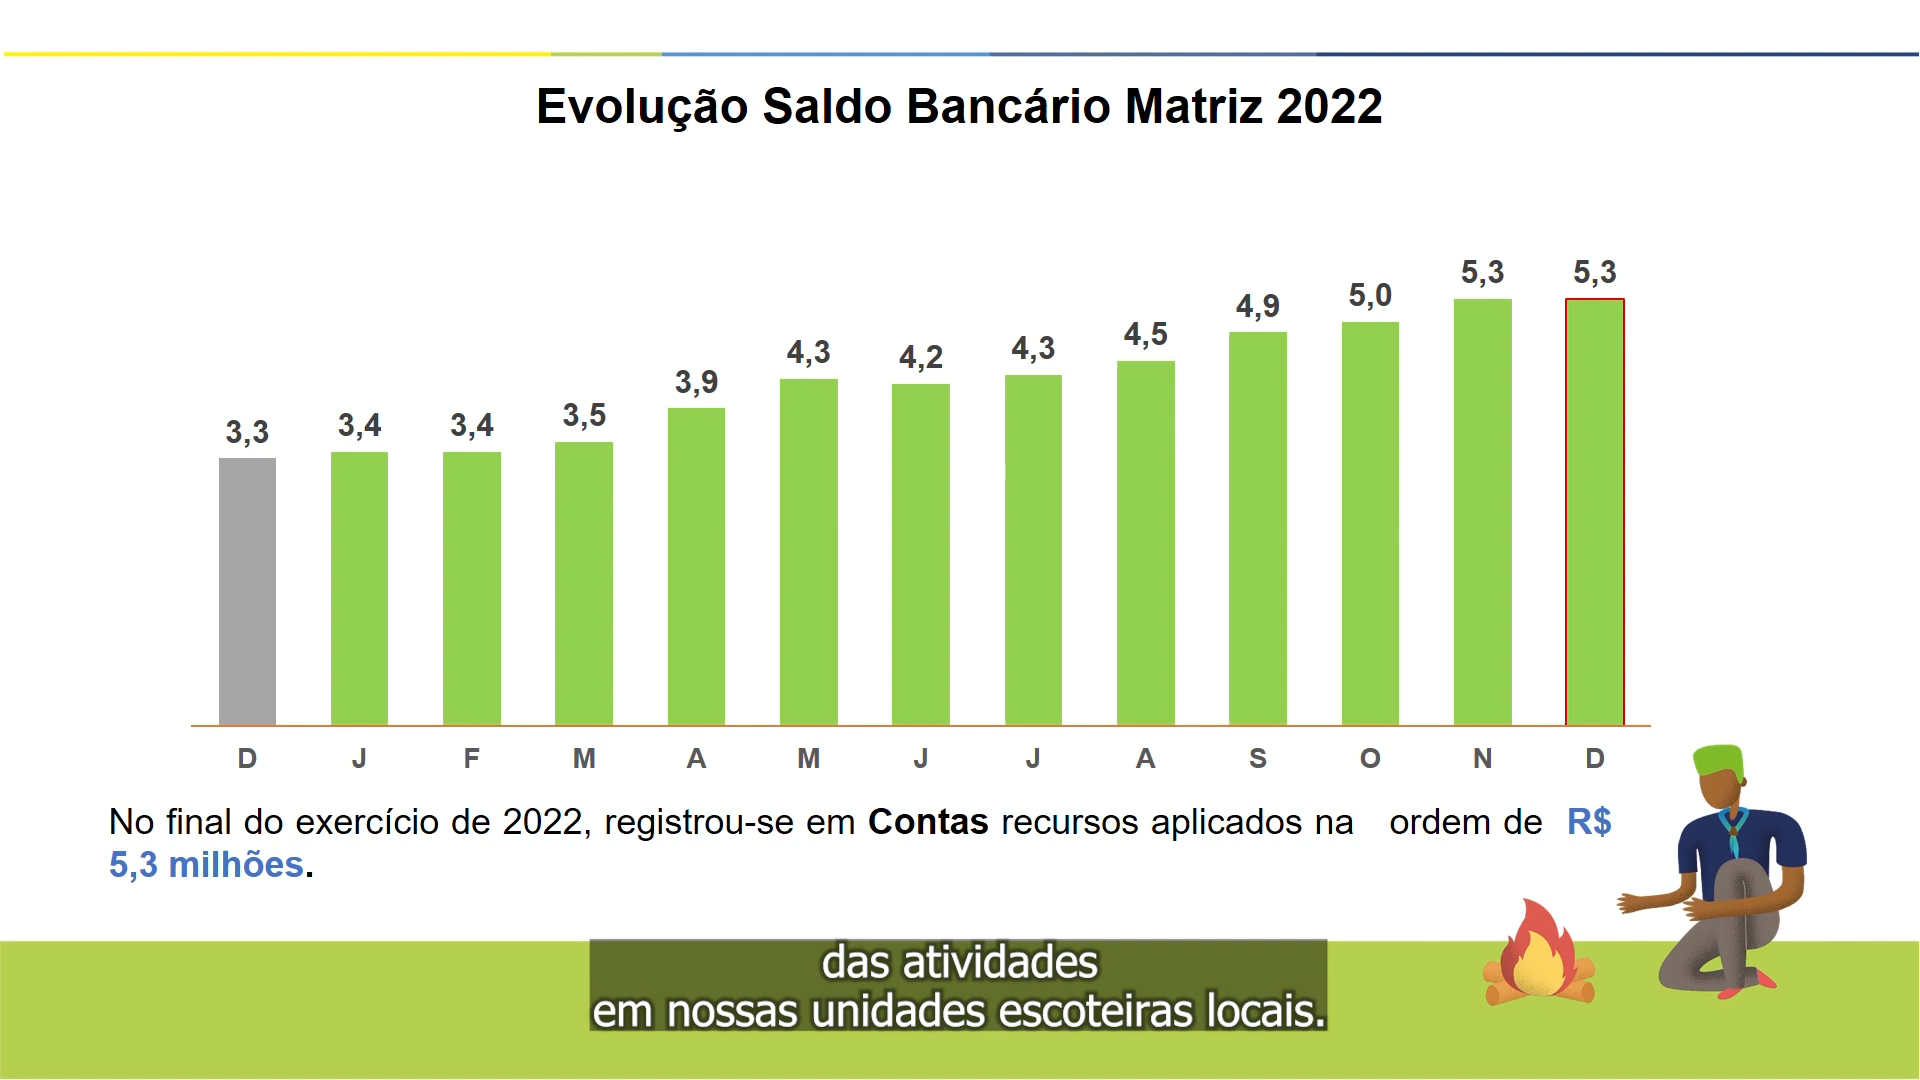 Evolução Saldo Bancário Matriz 2022
3,3 3,4 3,4 3,5 3,9 4,3 4,2 4,3 4,5 4,9 5,0 5,3 5,3
D J F M A M J J A S O N D
No final do exercício de 2022, registrou-se em Contas recursos aplicados na ordem de R$
5,3 milhões.
das atividades
em nossas unidades escoteiras locais.